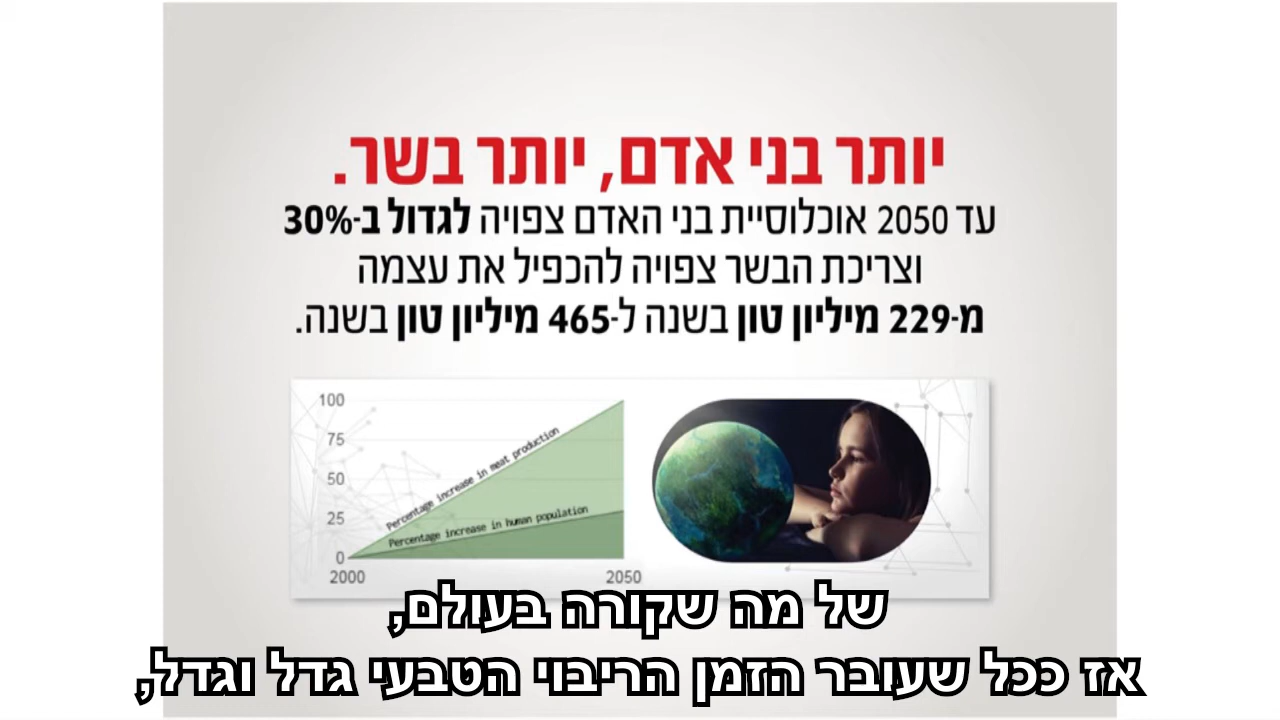 יותר בני אדם, יותר בשר.
עד 2050 אוכלוסיית בני האדם צפויה לגדול ב-30%
וצריכת הבשר צפויה להכפיל את עצמה
מ-229 מיליון טון בשנה ל-465 מיליון טון בשנה.
100
75
50
25
0
Percentage increase in meat production
Percentage increase in human population
2000
2050
של מה שקורה בעולם,
אז ככל שעובר הזמן הריבוי הטבעי גדל וגדל,